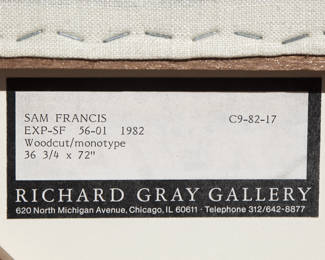 SAM FRANCIS C9-82-17
EXP-SF 56-01 1982
Woodcut/monotype
36 3/4 x 72"
RICHARD GRAY GALLERY
620 North Michigan Avenue, Chicago, IL 60611 · Telephone 312/642-8877